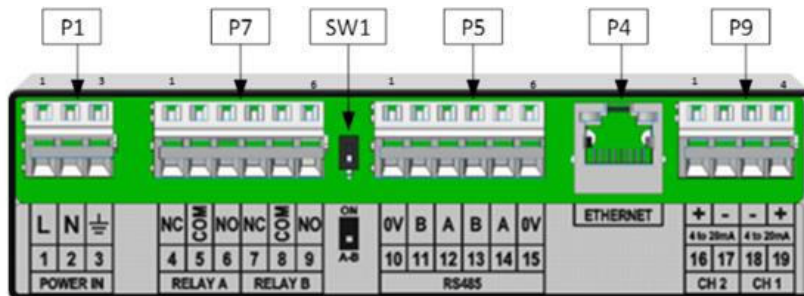 P1 P7 SW1 P5 P4 P9
1 3 1 6 1 6 1 4
L N NC COM NO NC COM NO ON 0V B A B A 0V ETHERNET + - - +
4 to 20mA 4 to 20mA
1 2 3 4 5 6 7 8 9 A-B 10 11 12 13 14 15 16 17 18 19
POWER IN RELAY A RELAY B RS485 CH 2 CH 1